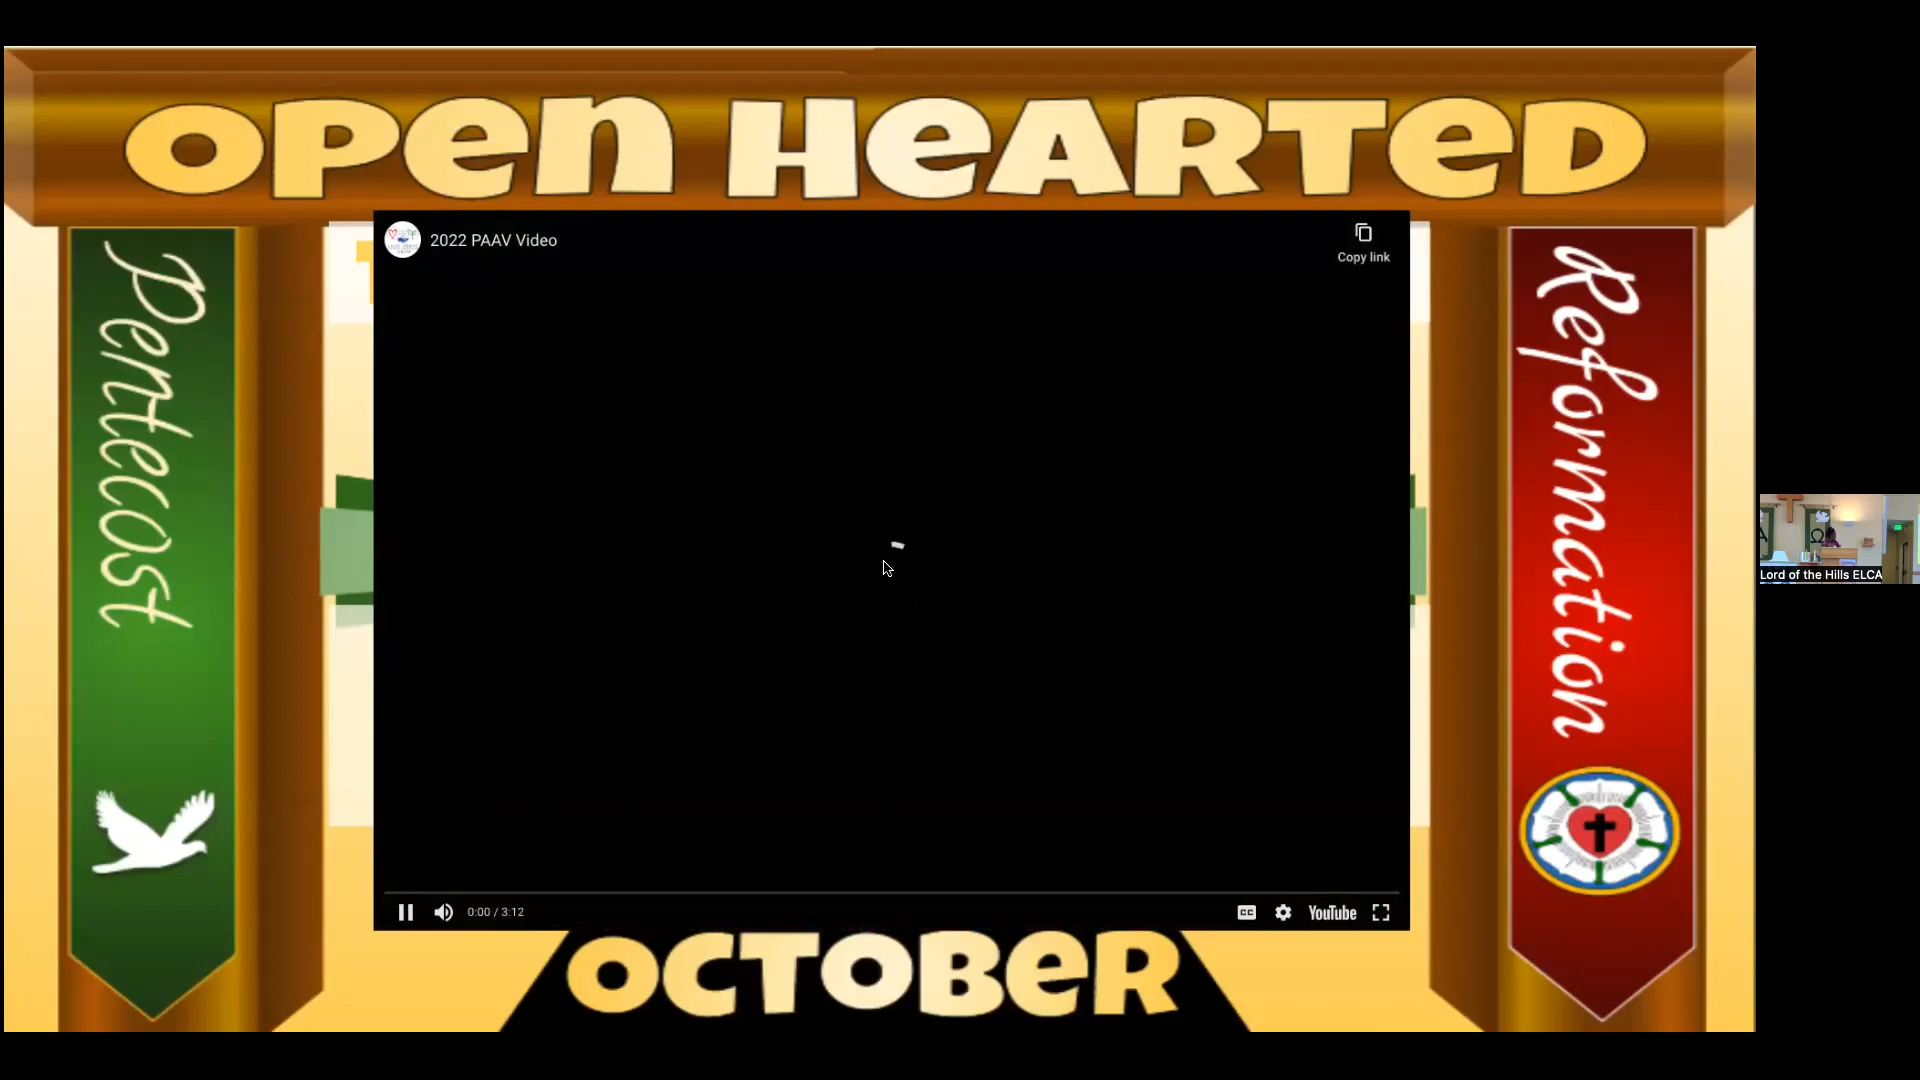 OPEN HEARTED
2022 PAAV Video
Copy link
Pentecost
Reformation
Lord of the Hills ELCA
0:00 / 3:12
CC
YouTube
OCTOBER